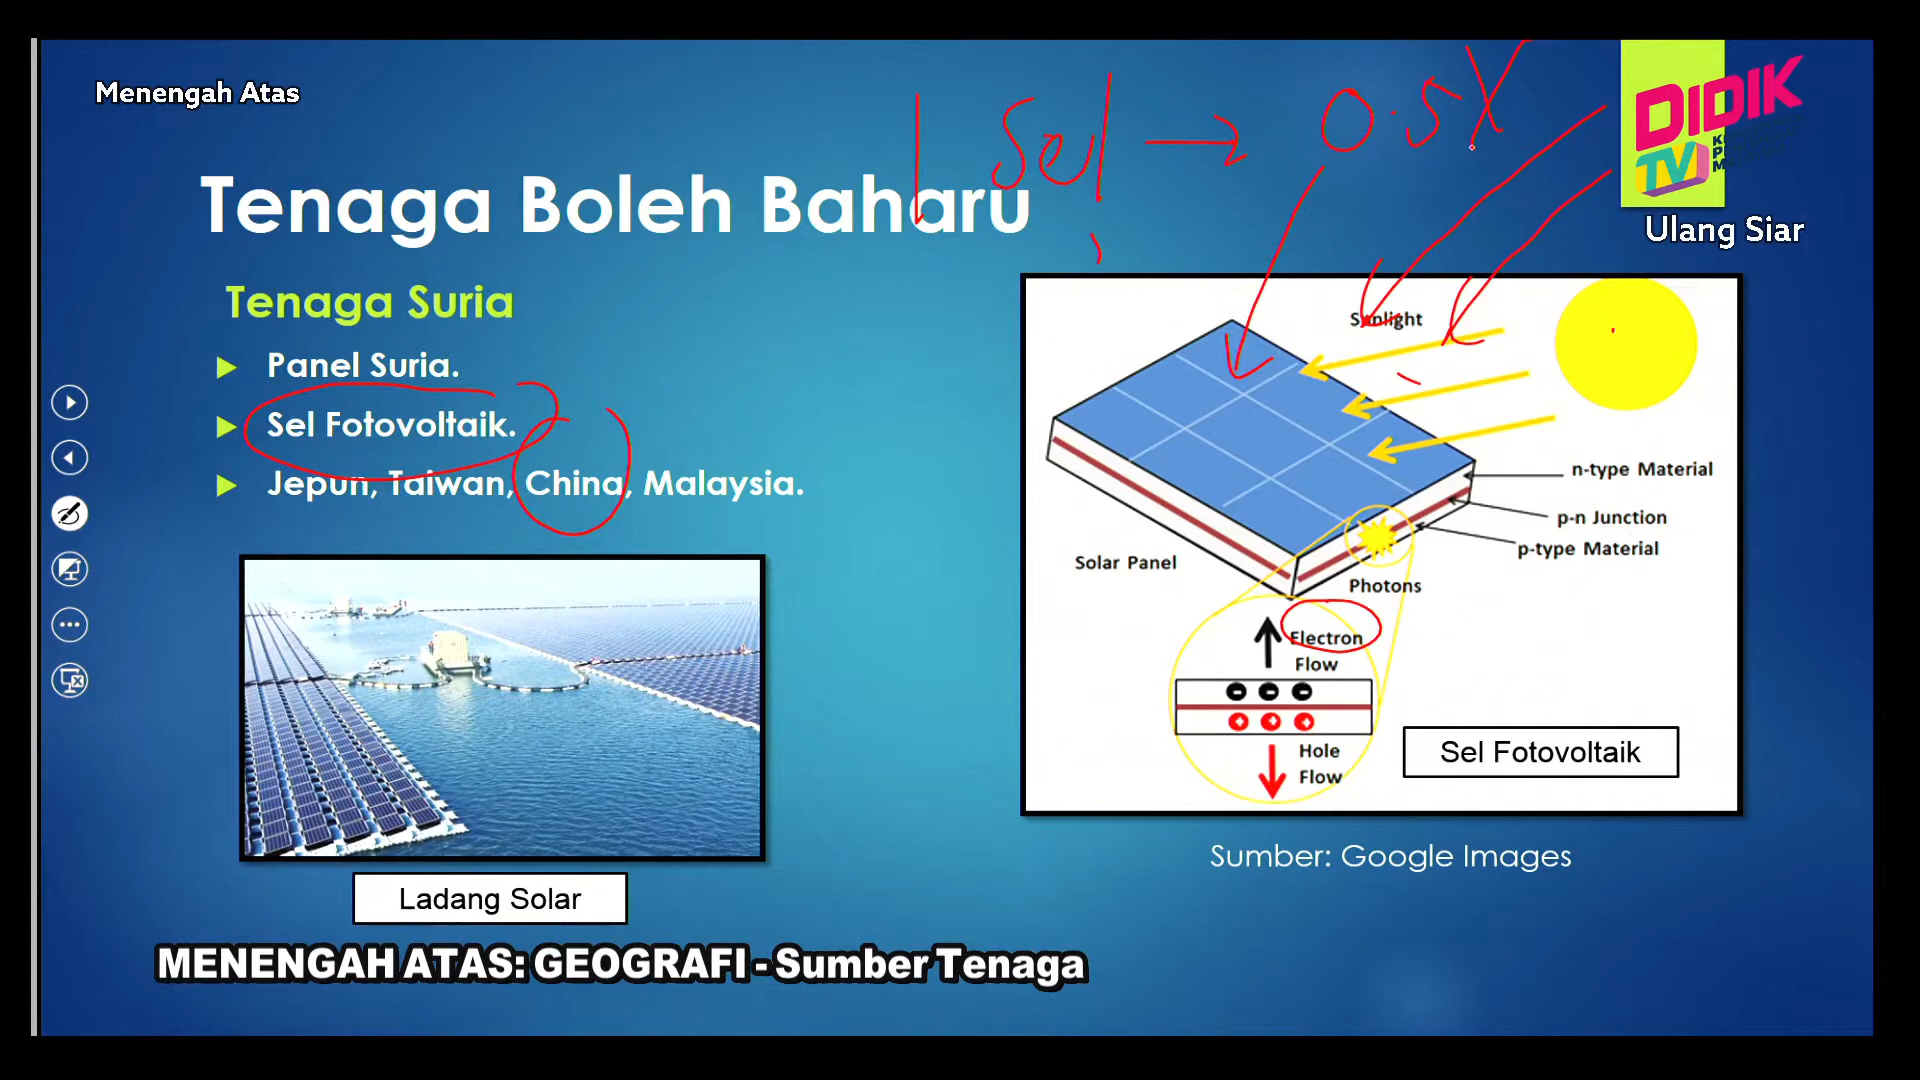 Menengah Atas
1 Sel → 0.5V
DIDIK
TV
Ulang Siar
Tenaga Boleh Baharu
Tenaga Suria
Panel Suria.
Sel Fotovoltaik.
Jepun, Taiwan, China, Malaysia.
Sunlight
n-type Material
p-n Junction
p-type Material
Solar Panel
Photons
Electron
Flow
Hole
Flow
Sel Fotovoltaik
Sumber: Google Images
Ladang Solar
MENENGAH ATAS: GEOGRAFI - Sumber Tenaga